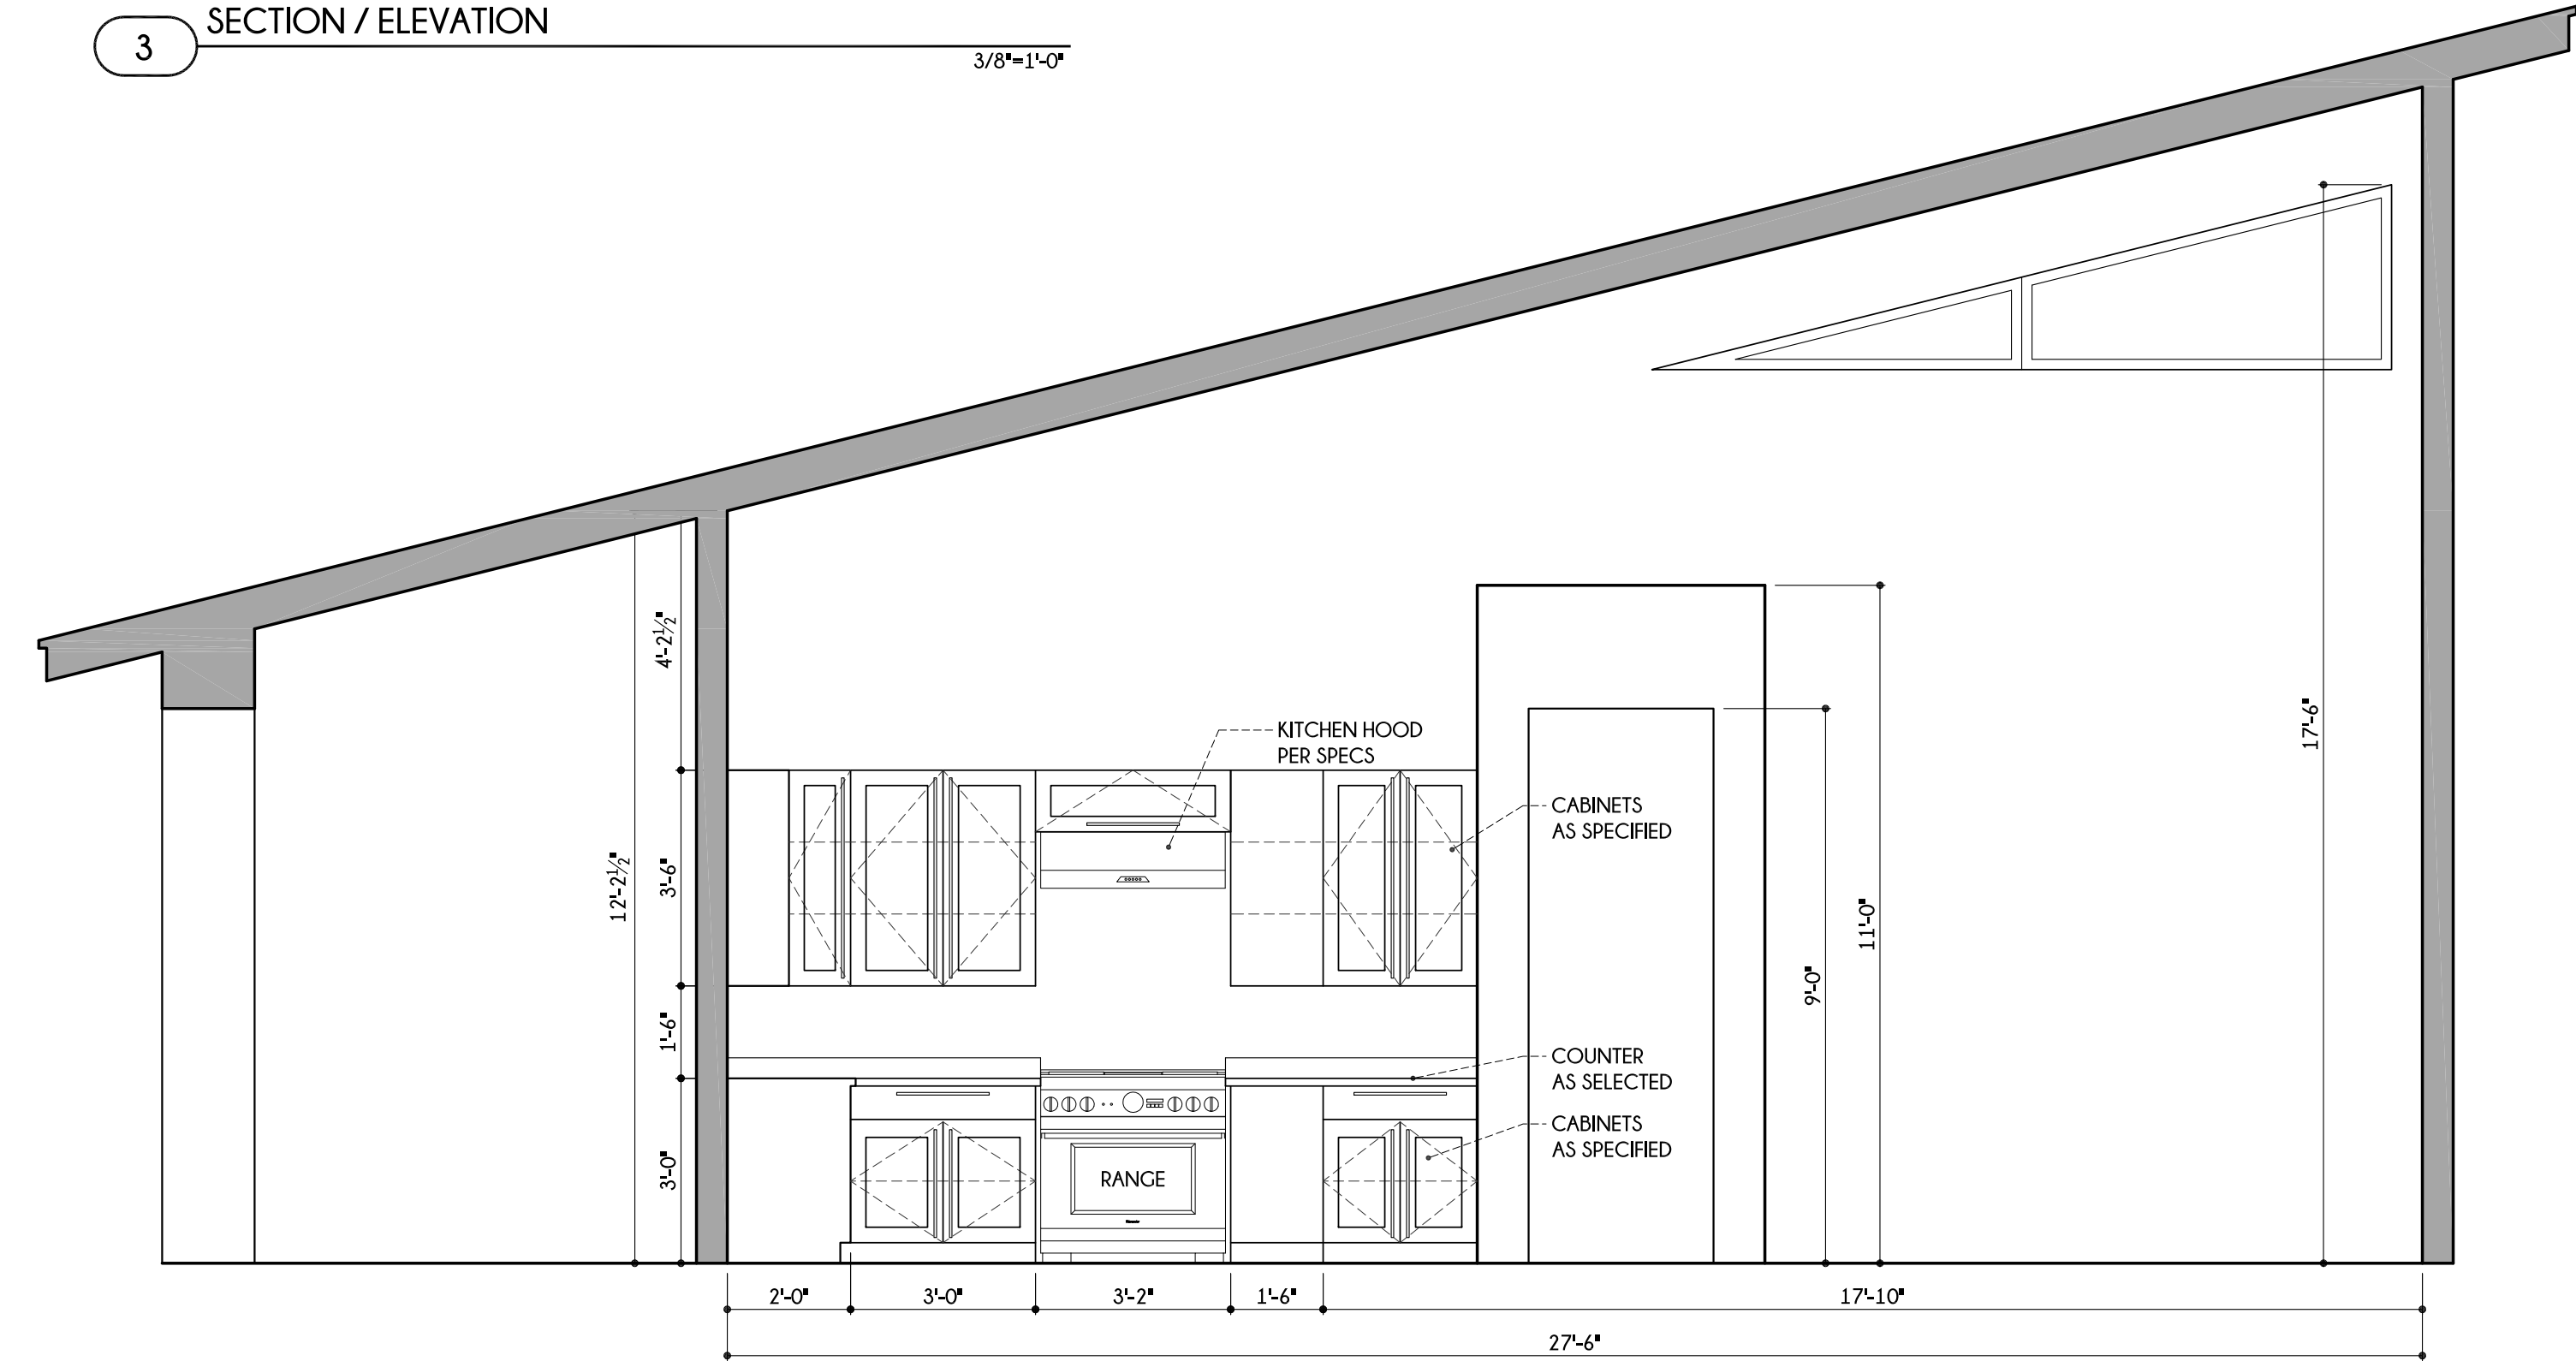 3
SECTION / ELEVATION
3/8"=1'-0"
4'-2½"
12'-2½"
3'-6"
1'-6"
3'-0"
KITCHEN HOOD
PER SPECS
CABINETS
AS SPECIFIED
COUNTER
AS SELECTED
CABINETS
AS SPECIFIED
RANGE
9'-0"
11'-0"
17'-6"
2'-0"
3'-0"
3'-2"
1'-6"
17'-10"
27'-6"